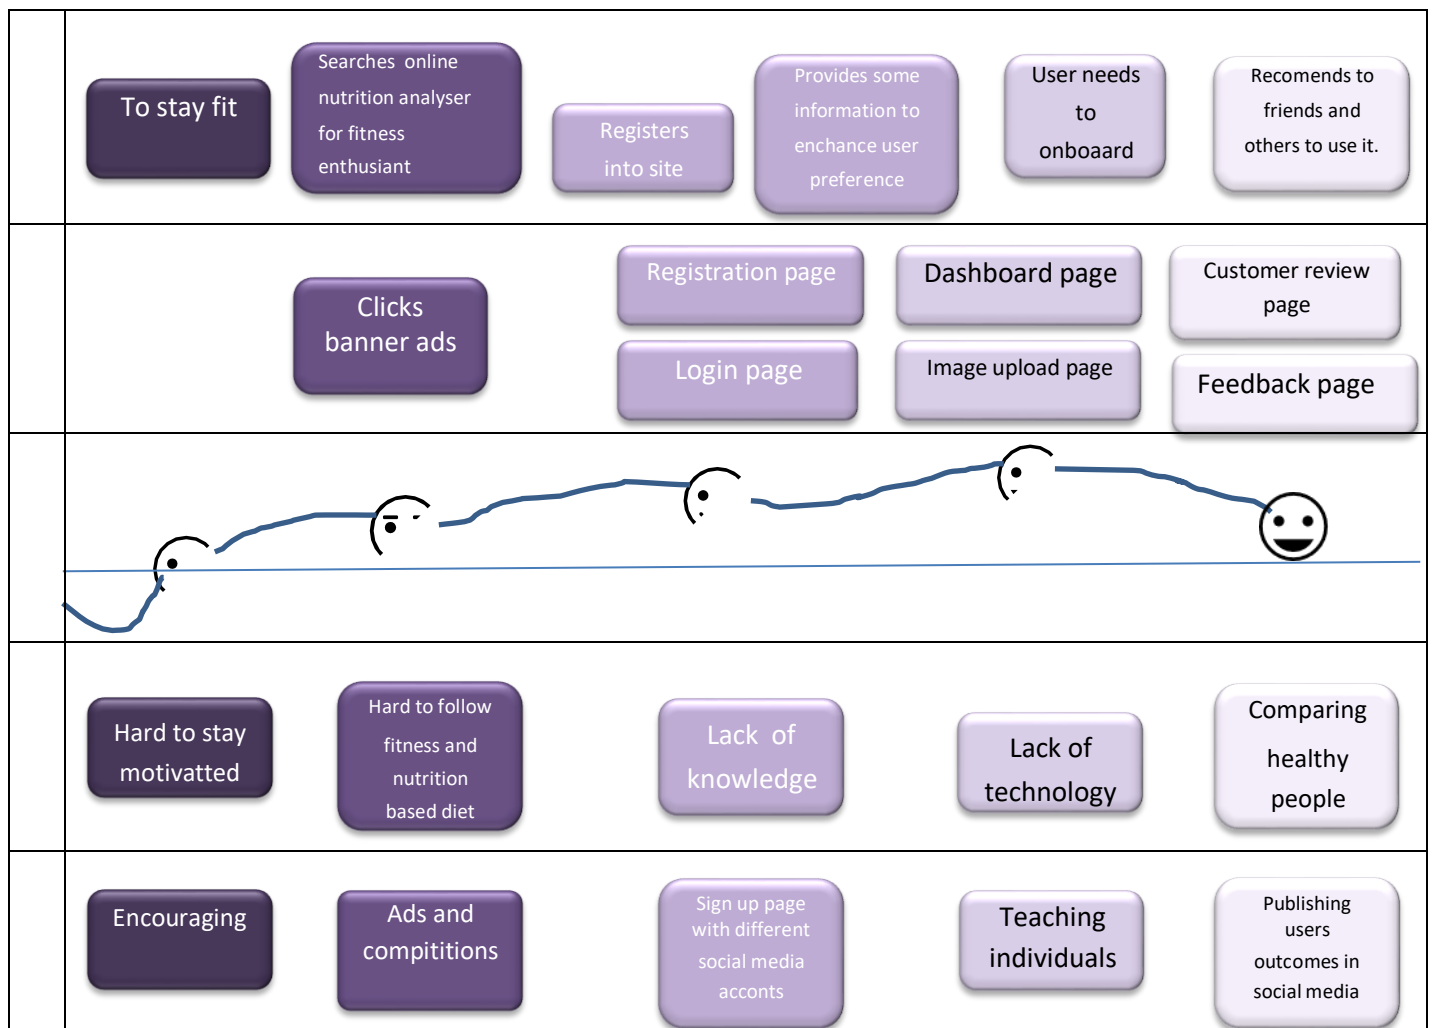 To stay fit
Searches online
nutrition analyser
for fitness
enthusiant
Registers
into site
Provides some
information to
enchance user
preference
User needs
to
onboaard
Recomends to
friends and
others to use it.
Clicks
banner ads
Registration page
Login page
Dashboard page
Image upload page
Customer review
page
Feedback page
Hard to stay
motivatted
Hard to follow
fitness and
nutrition
based diet
Lack of
knowledge
Lack of
technology
Comparing
healthy
people
Encouraging
Ads and
compititions
Sign up page
with different
social media
acconts
Teaching
individuals
Publishing
users
outcomes in
social media